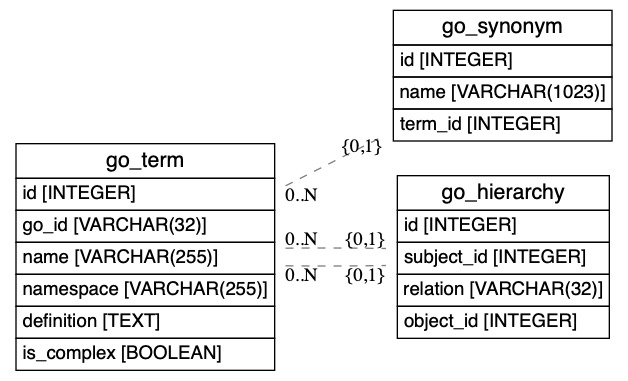 go_synonym
id [INTEGER]
name [VARCHAR(1023)]
term_id [INTEGER]
{0,1}
0..N
go_term
id [INTEGER]
go_id [VARCHAR(32)]
name [VARCHAR(255)]
namespace [VARCHAR(255)]
definition [TEXT]
is_complex [BOOLEAN]
0..N {0,1}
0..N {0,1}
go_hierarchy
id [INTEGER]
subject_id [INTEGER]
relation [VARCHAR(32)]
object_id [INTEGER]